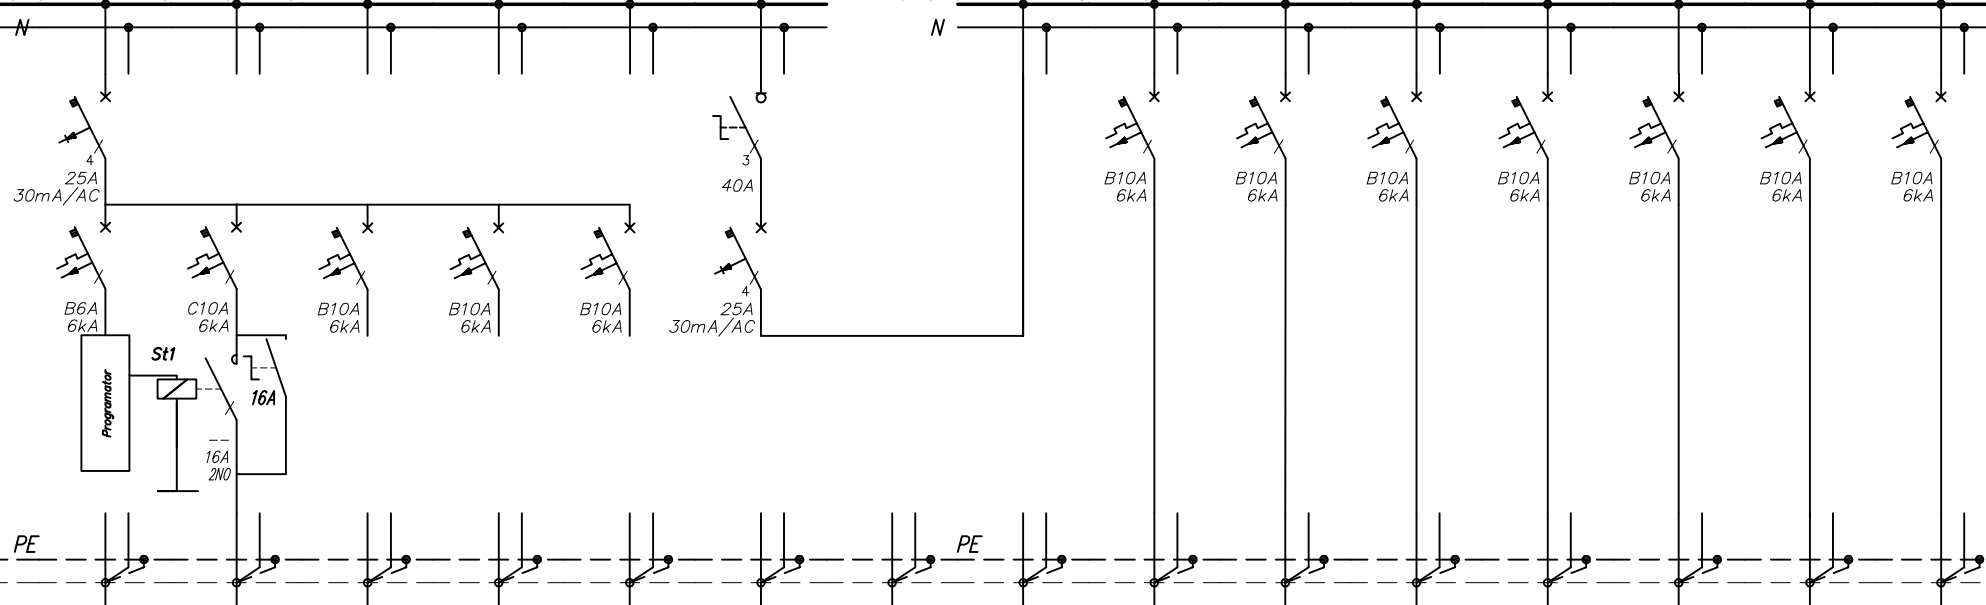 N
N
4
25A
30mA/AC
3
40A
B10A
6kA
B10A
6kA
B10A
6kA
B10A
6kA
B10A
6kA
B10A
6kA
B10A
6kA
B6A
6kA
C10A
6kA
B10A
6kA
B10A
6kA
B10A
6kA
4
25A
30mA/AC
St1
Programator
16A
16A
2NO
PE
PE